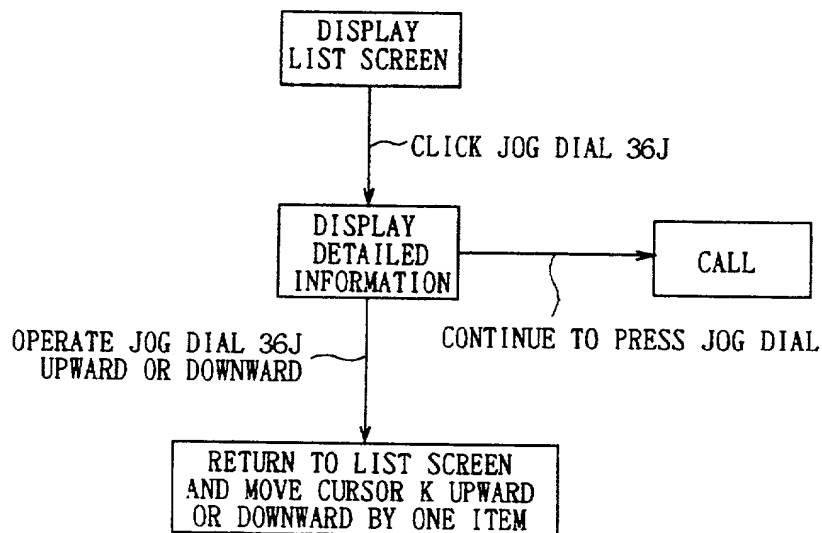 DISPLAY
LIST SCREEN
CLICK JOG DIAL 36J
DISPLAY
DETAILED
INFORMATION
CALL
CONTINUE TO PRESS JOG DIAL
OPERATE JOG DIAL 36J
UPWARD OR DOWNWARD
RETURN TO LIST SCREEN
AND MOVE CURSOR K UPWARD
OR DOWNWARD BY ONE ITEM